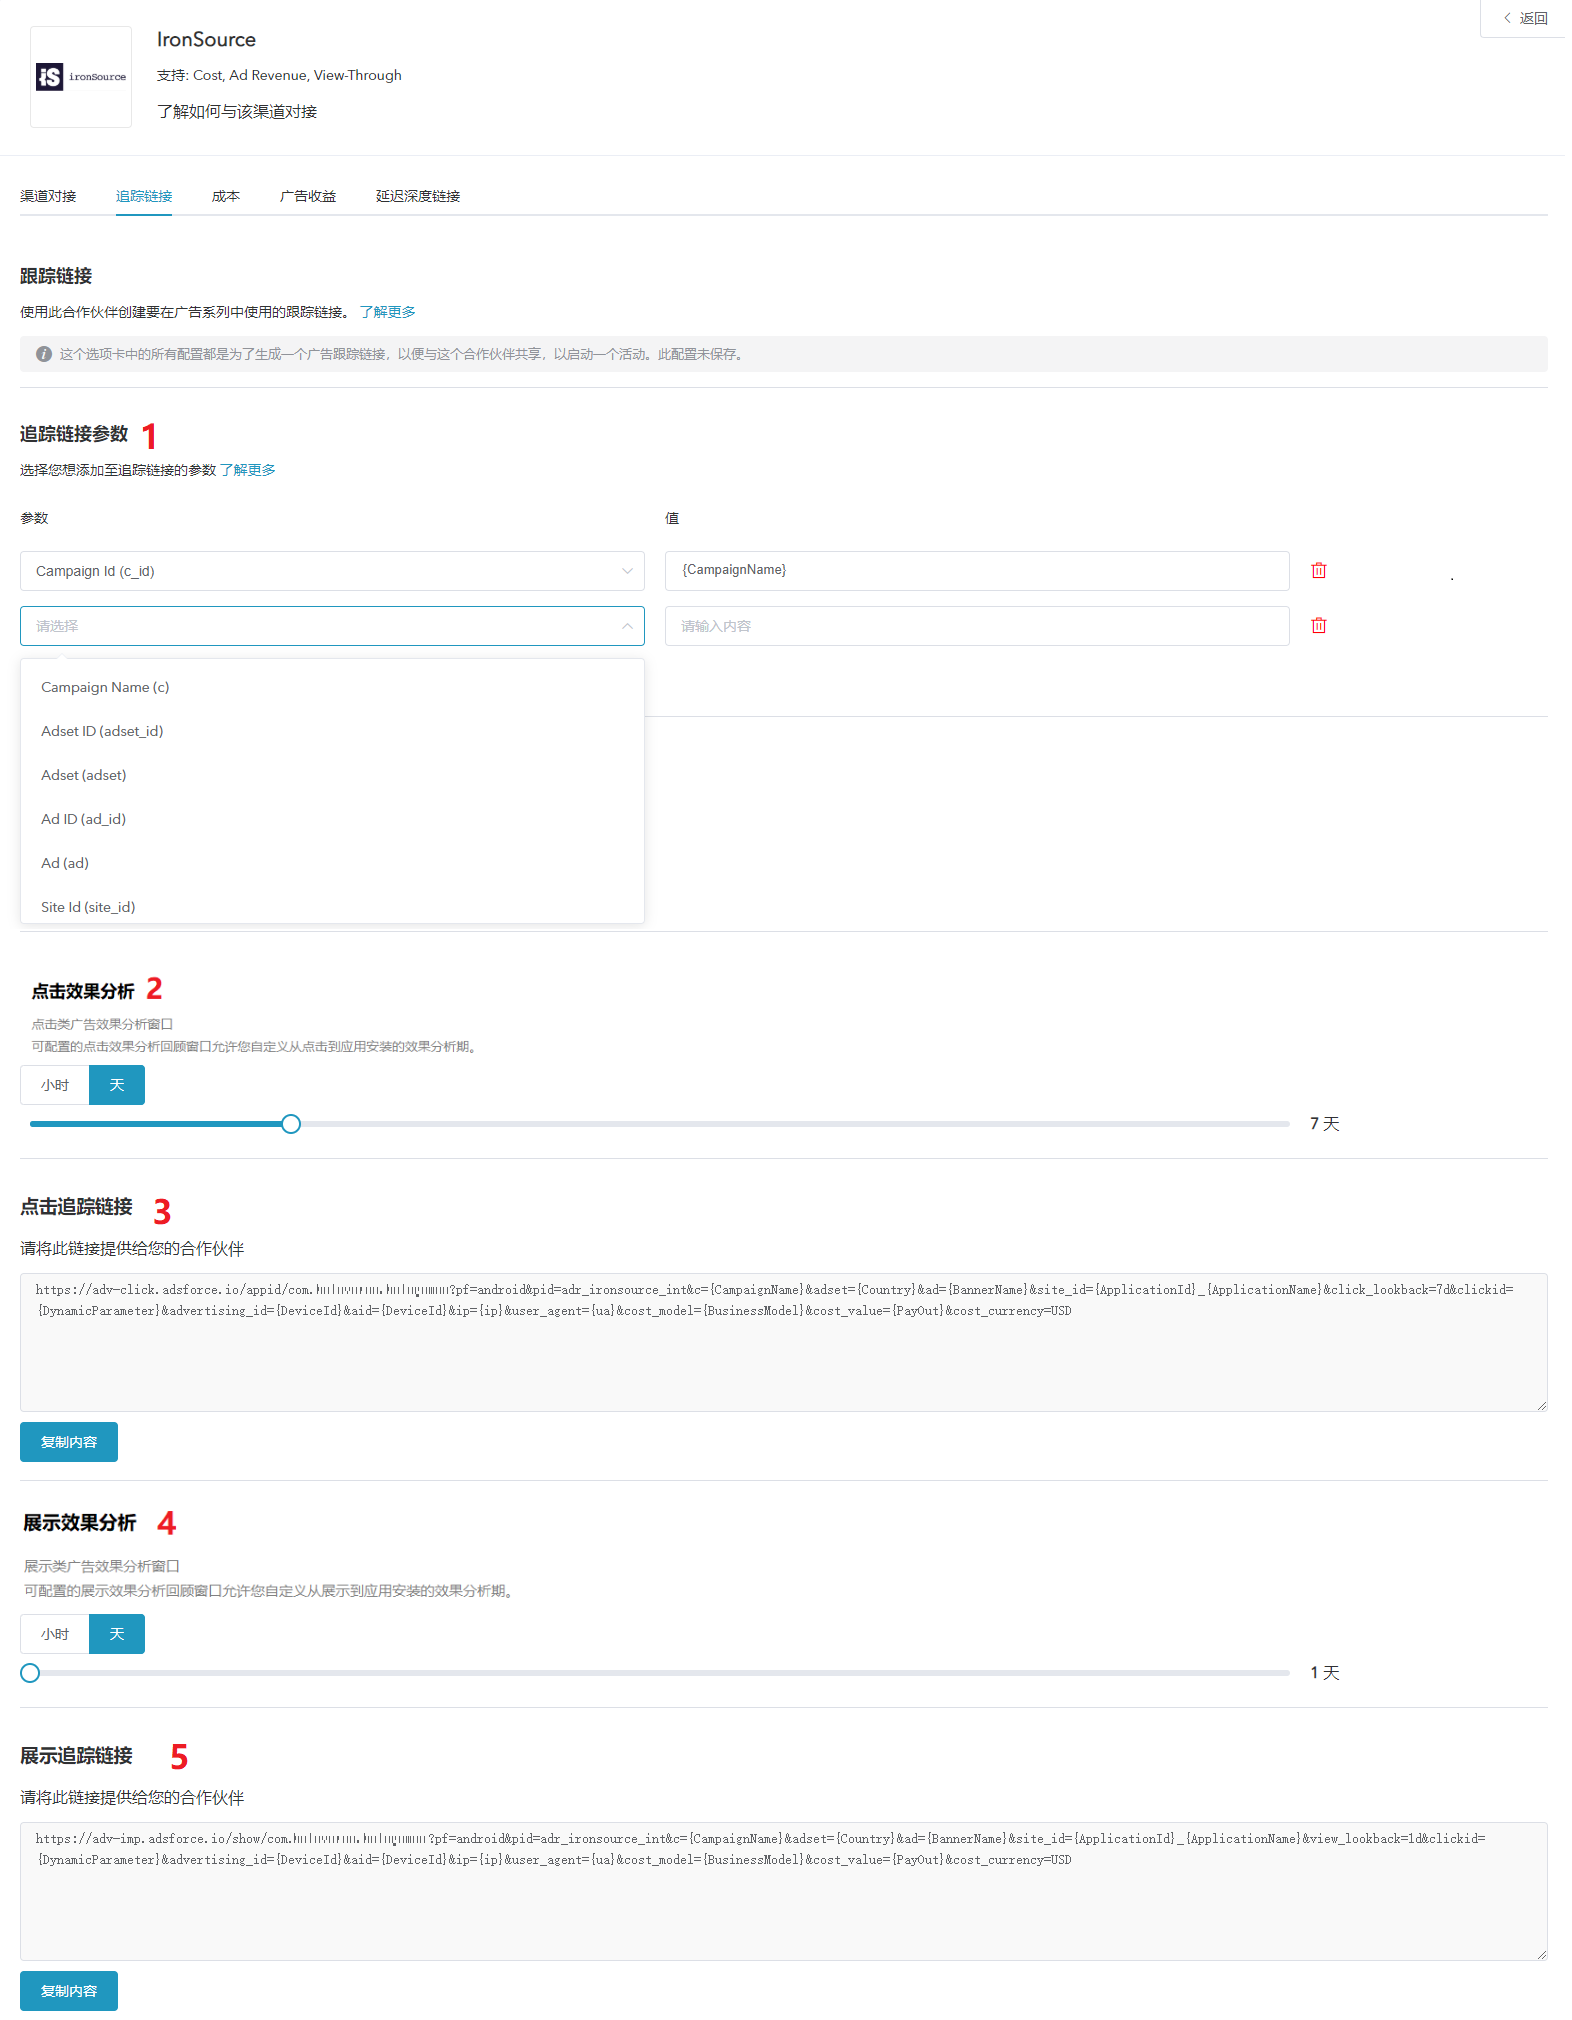 返回
iS ironSource
IronSource
支持: Cost, Ad Revenue, View-Through
了解如何与该渠道对接
渠道对接 追踪链接 成本 广告收益 延迟深度链接
跟踪链接
使用此合作伙伴创建要在广告系列中使用的跟踪链接。 了解更多
这个选项卡中的所有配置都是为了生成一个广告跟踪链接，以便与这个合作伙伴共享，以启动一个活动。此配置未保存。
追踪链接参数 1
选择您想添加至追踪链接的参数 了解更多
参数 值
Campaign Id (c_id) {CampaignName}
请选择 请输入内容
Campaign Name (c)
Adset ID (adset_id)
Adset (adset)
Ad ID (ad_id)
Ad (ad)
Site Id (site_id)
点击效果分析 2
点击类广告效果分析窗口
可配置的点击效果分析回顾窗口允许您自定义从点击到应用安装的效果分析期。
小时 天
7 天
点击追踪链接 3
请将此链接提供给您的合作伙伴
https://adv-click.adsforce.io/appid/com. ?pf=android&pid=adr_ironsource_int&c={CampaignName}&adset={Country}&ad={BannerName}&site_id={ApplicationId}_{ApplicationName}&click_lookback=7d&clickid=
{DynamicParameter}&advertising_id={DeviceId}&aid={DeviceId}&ip={ip}&user_agent={ua}&cost_model={BusinessModel}&cost_value={PayOut}&cost_currency=USD
复制内容
展示效果分析 4
展示类广告效果分析窗口
可配置的展示效果分析回顾窗口允许您自定义从展示到应用安装的效果分析期。
小时 天
1 天
展示追踪链接 5
请将此链接提供给您的合作伙伴
https://adv-imp.adsforce.io/show/com. ?pf=android&pid=adr_ironsource_int&c={CampaignName}&adset={Country}&ad={BannerName}&site_id={ApplicationId}_{ApplicationName}&view_lookback=1d&clickid=
{DynamicParameter}&advertising_id={DeviceId}&aid={DeviceId}&ip={ip}&user_agent={ua}&cost_model={BusinessModel}&cost_value={PayOut}&cost_currency=USD
复制内容